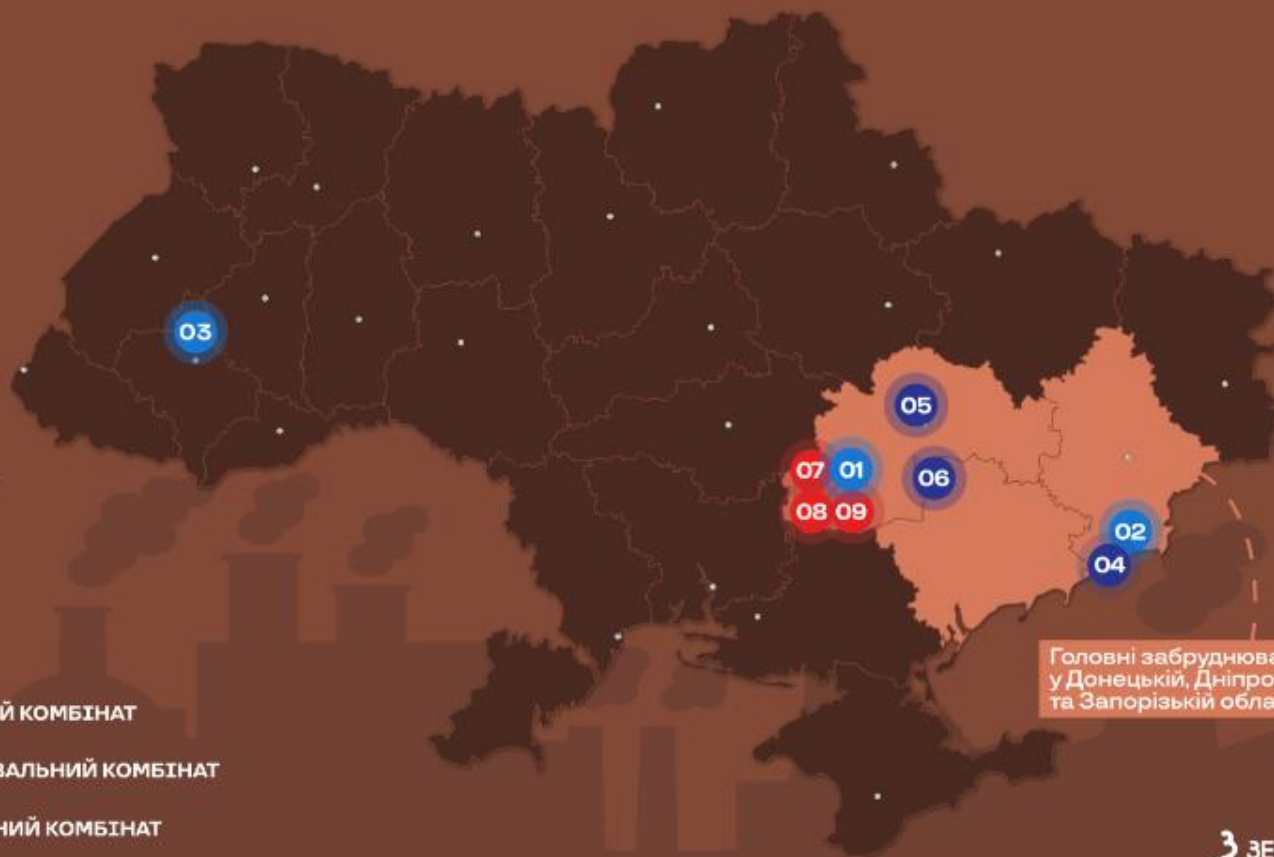 03
05
07 01
06
08 09
02
04
Головні забруднюва
у Донецькій, Дніпро
та Запорізькій обла
Й КОМБІНАТ
ВАЛЬНИЙ КОМБІНАТ
НИЙ КОМБІНАТ
З ЗЕ